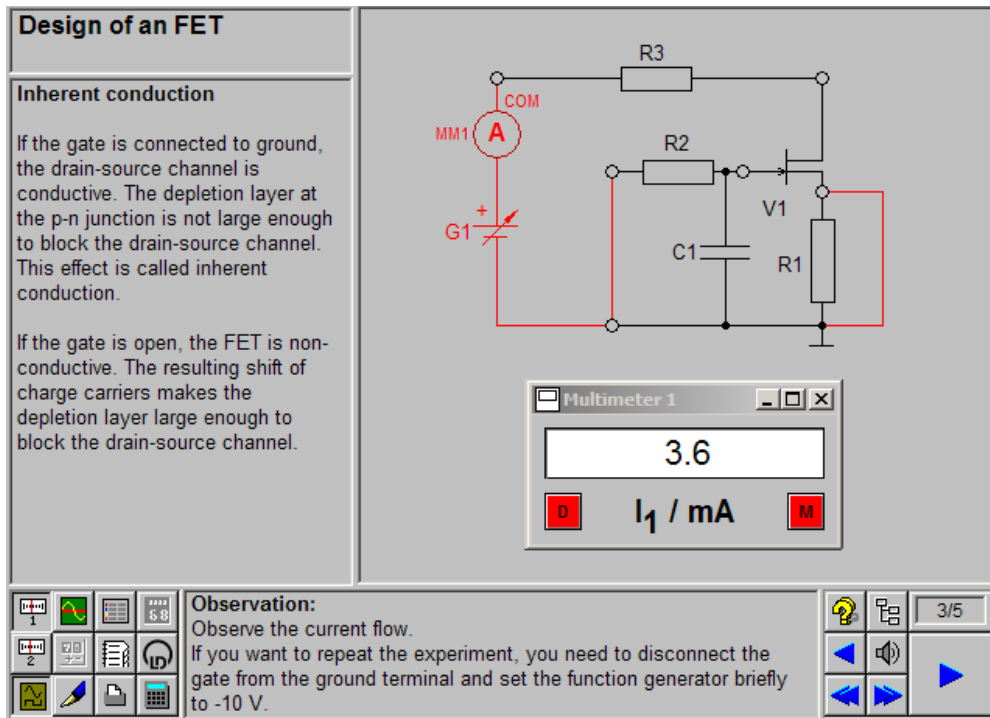 Design of an FET
Inherent conduction
If the gate is connected to ground,
the drain-source channel is
conductive. The depletion layer at
the p-n junction is not large enough
to block the drain-source channel.
This effect is called inherent
conduction.
If the gate is open, the FET is non-
conductive. The resulting shift of
charge carriers makes the
depletion layer large enough to
block the drain-source channel.
R3
COM
MM1
A
R2
+
G1
V1
C1
R1
Multimeter 1
3.6
D
I1 / mA
M
1
68
2
LD
Observation:
Observe the current flow.
If you want to repeat the experiment, you need to disconnect the
gate from the ground terminal and set the function generator briefly
to -10 V.
?
3/5